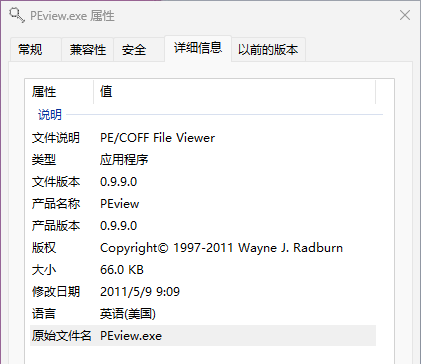 PEview.exe 属性
常规 兼容性 安全 详细信息 以前的版本
属性 值
说明
文件说明 PE/COFF File Viewer
类型 应用程序
文件版本 0.9.9.0
产品名称 PEview
产品版本 0.9.9.0
版权 Copyright© 1997-2011 Wayne J. Radburn
大小 66.0 KB
修改日期 2011/5/9 9:09
语言 英语(美国)
原始文件名 PEview.exe